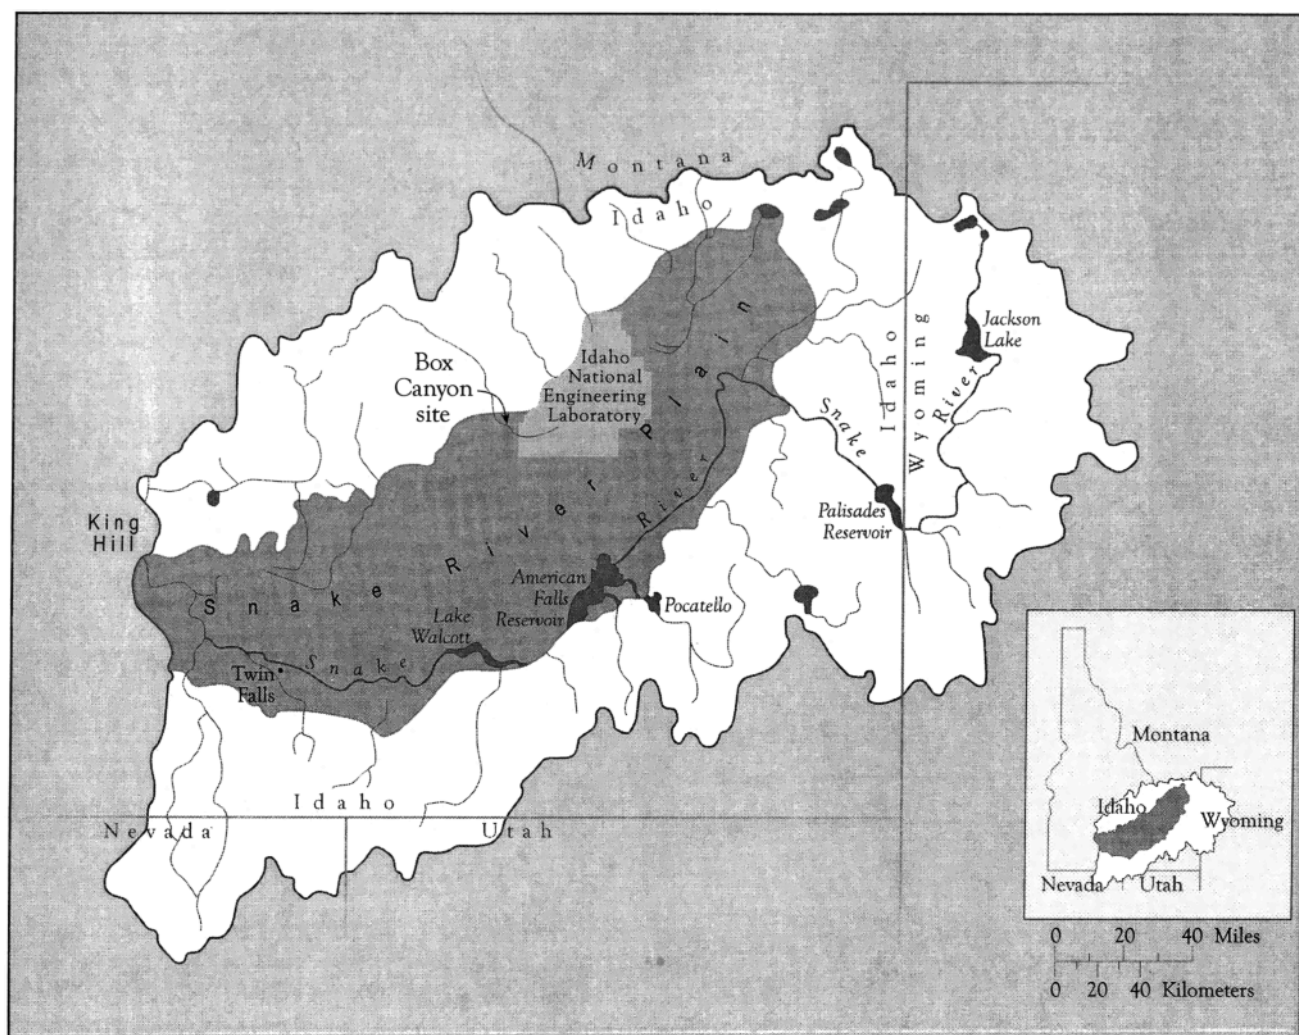 Montana
Idaho
Jackson
Lake
Idaho
Wyoming
River
Snake
Box
Canyon
site
Idaho
National
Engineering
Laboratory
Snake River Plain
River
Palisades
Reservoir
King
Hill
American
Falls
Reservoir
Pocatello
Lake
Walcott
Snake
Twin
Falls
Idaho
Nevada
Utah
Montana
Idaho
Wyoming
Nevada
Utah
0 20 40 Miles
0 20 40 Kilometers